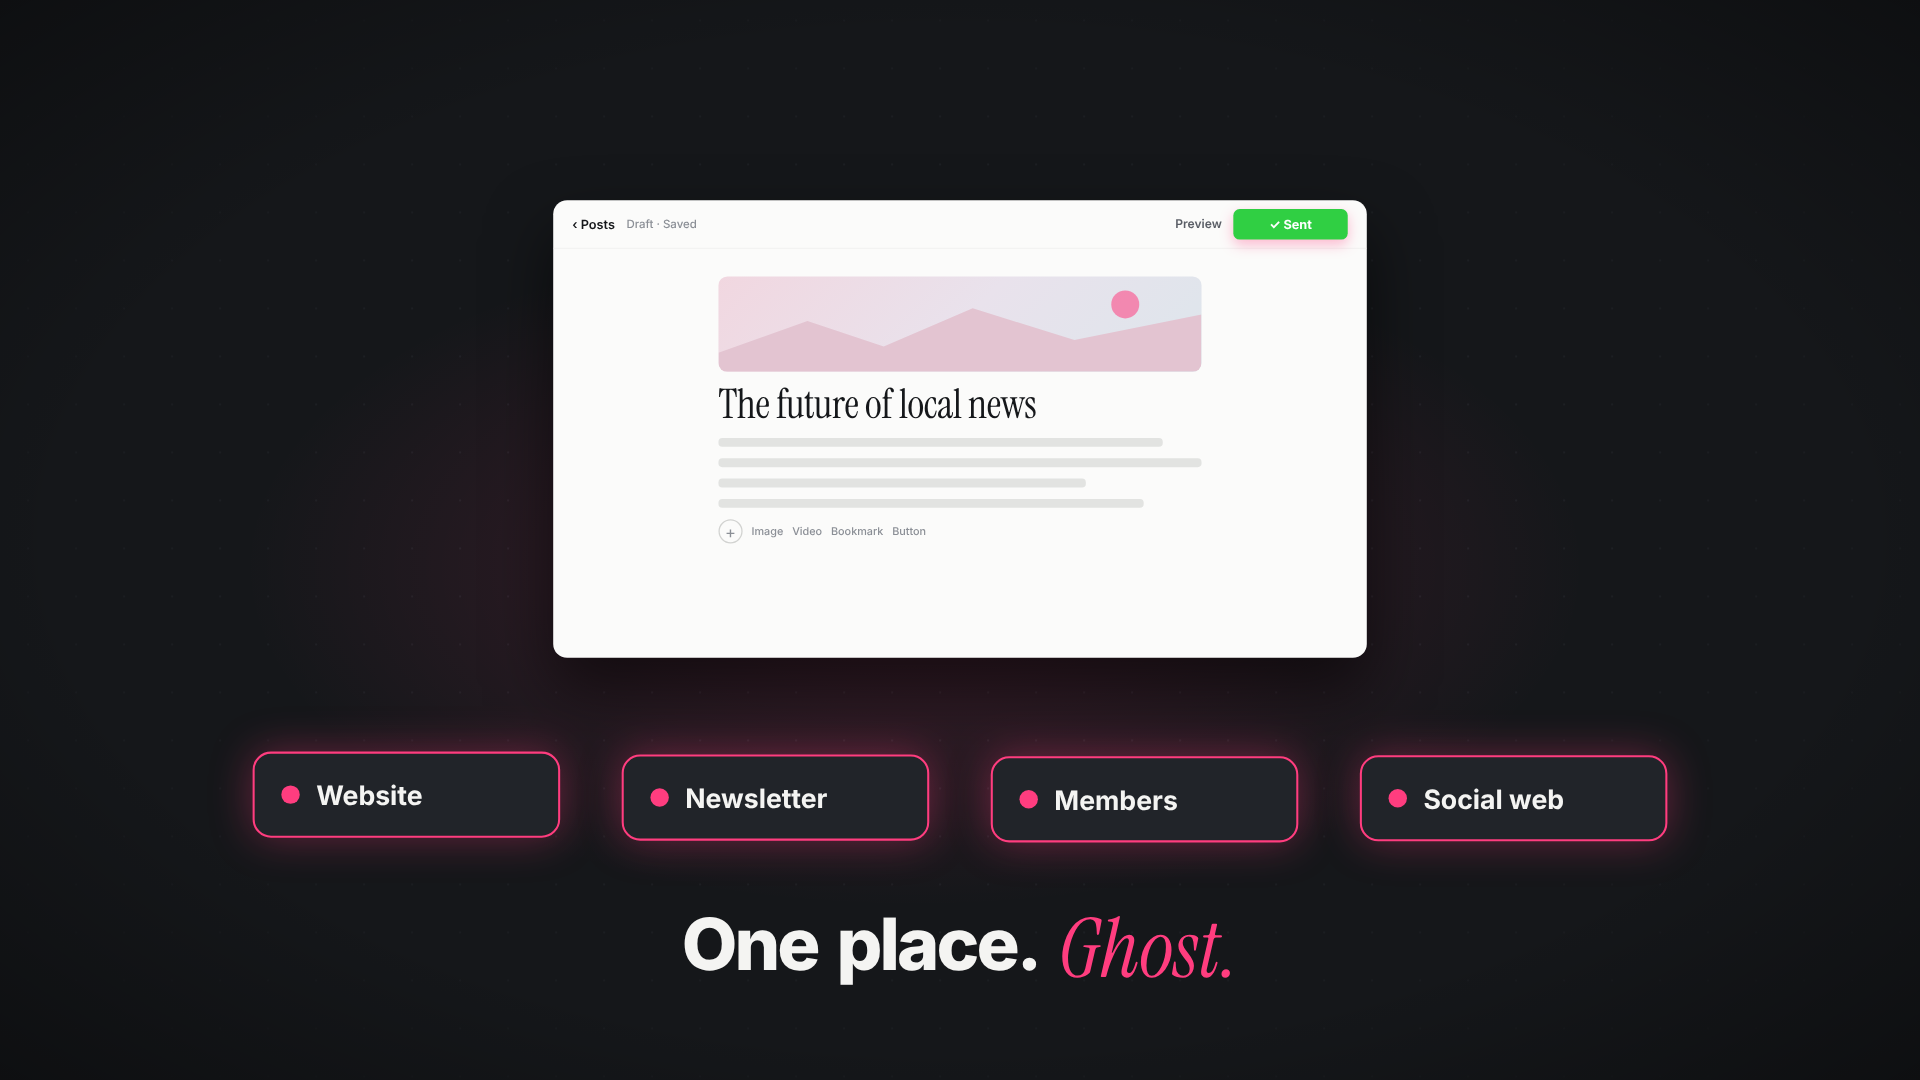 ‹ Posts Draft · Saved Preview ✓ Sent
The future of local news
+ Image Video Bookmark Button
Website Newsletter Members Social web
One place. Ghost.